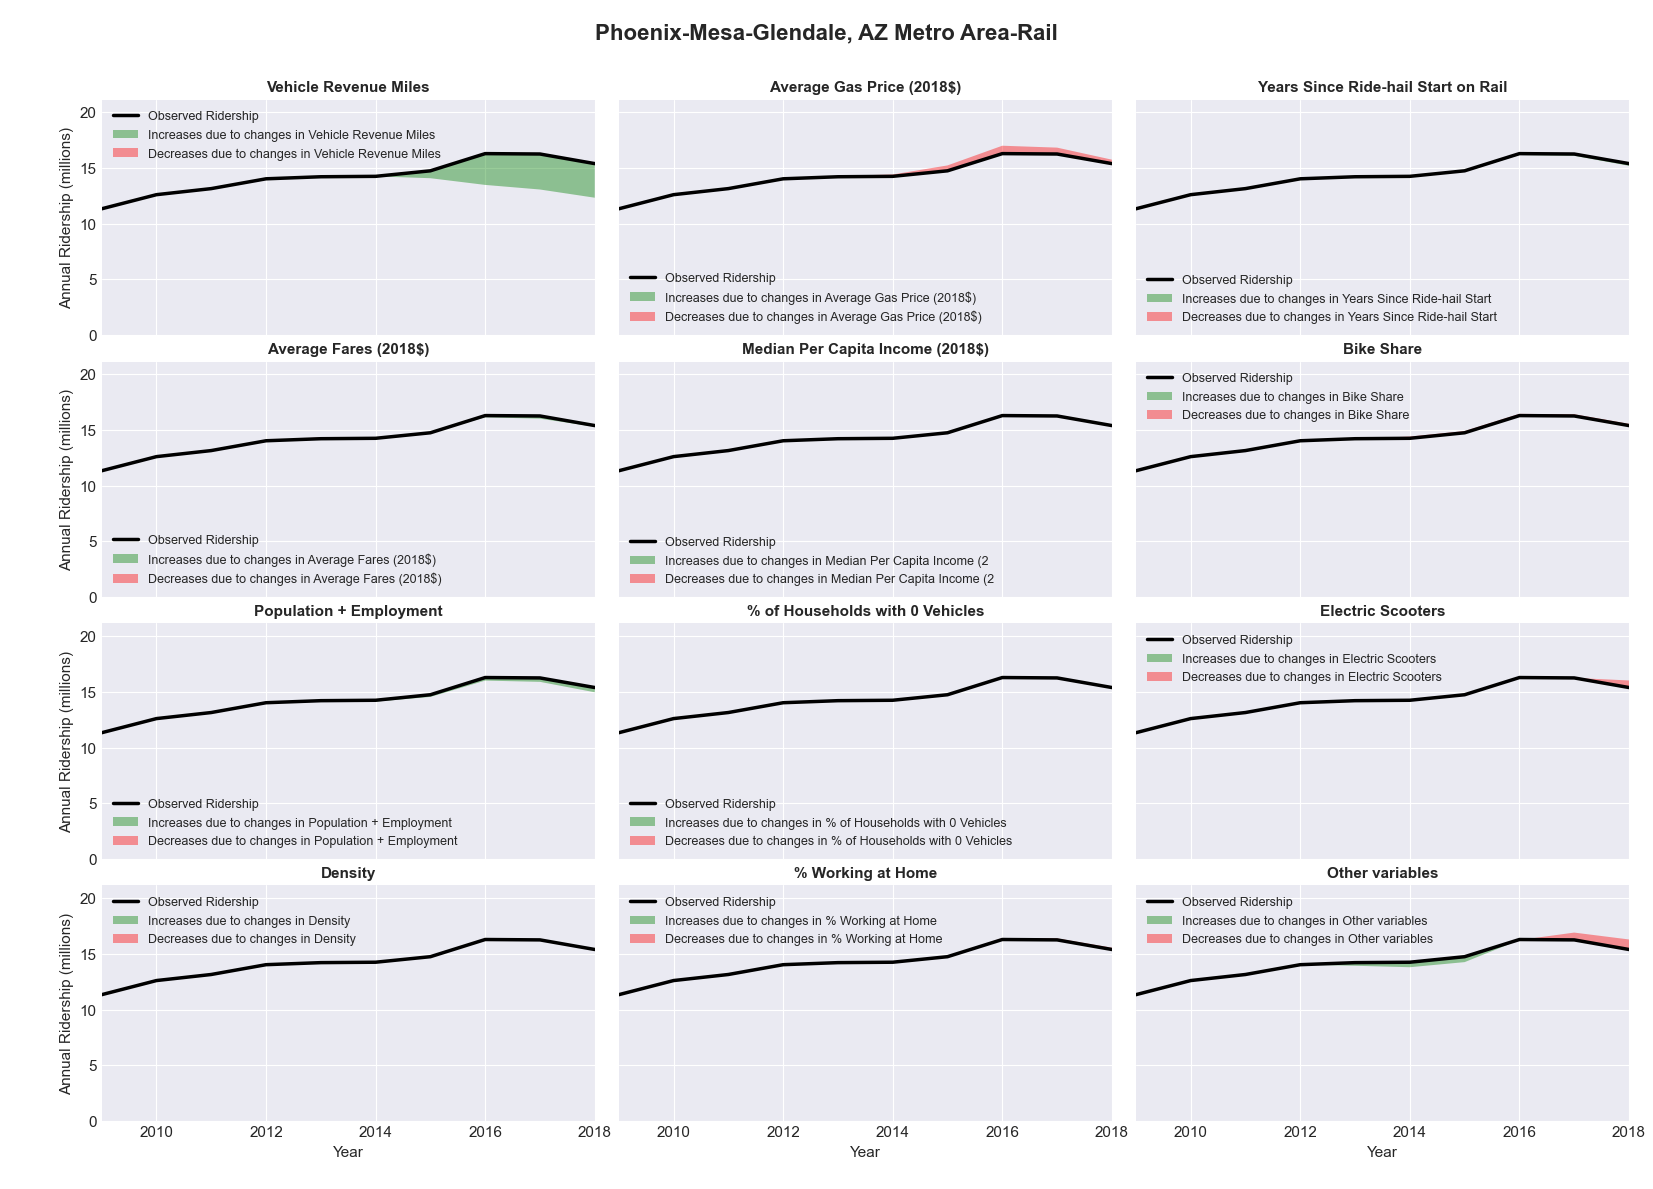 Phoenix-Mesa-Glendale, AZ Metro Area-Rail
Vehicle Revenue Miles
Annual Ridership (millions)
20
15
10
5
0
Observed Ridership
Increases due to changes in Vehicle Revenue Miles
Decreases due to changes in Vehicle Revenue Miles
Average Gas Price (2018$)
Observed Ridership
Increases due to changes in Average Gas Price (2018$)
Decreases due to changes in Average Gas Price (2018$)
Years Since Ride-hail Start on Rail
Observed Ridership
Increases due to changes in Years Since Ride-hail Start
Decreases due to changes in Years Since Ride-hail Start
Average Fares (2018$)
Annual Ridership (millions)
20
15
10
5
0
Observed Ridership
Increases due to changes in Average Fares (2018$)
Decreases due to changes in Average Fares (2018$)
Median Per Capita Income (2018$)
Observed Ridership
Increases due to changes in Median Per Capita Income (2
Decreases due to changes in Median Per Capita Income (2
Bike Share
Observed Ridership
Increases due to changes in Bike Share
Decreases due to changes in Bike Share
Population + Employment
Annual Ridership (millions)
20
15
10
5
0
Observed Ridership
Increases due to changes in Population + Employment
Decreases due to changes in Population + Employment
% of Households with 0 Vehicles
Observed Ridership
Increases due to changes in % of Households with 0 Vehicles
Decreases due to changes in % of Households with 0 Vehicles
Electric Scooters
Observed Ridership
Increases due to changes in Electric Scooters
Decreases due to changes in Electric Scooters
Density
Annual Ridership (millions)
20
15
10
5
0
Observed Ridership
Increases due to changes in Density
Decreases due to changes in Density
2010 2012 2014 2016 2018
Year
% Working at Home
Observed Ridership
Increases due to changes in % Working at Home
Decreases due to changes in % Working at Home
2010 2012 2014 2016 2018
Year
Other variables
Observed Ridership
Increases due to changes in Other variables
Decreases due to changes in Other variables
2010 2012 2014 2016 2018
Year